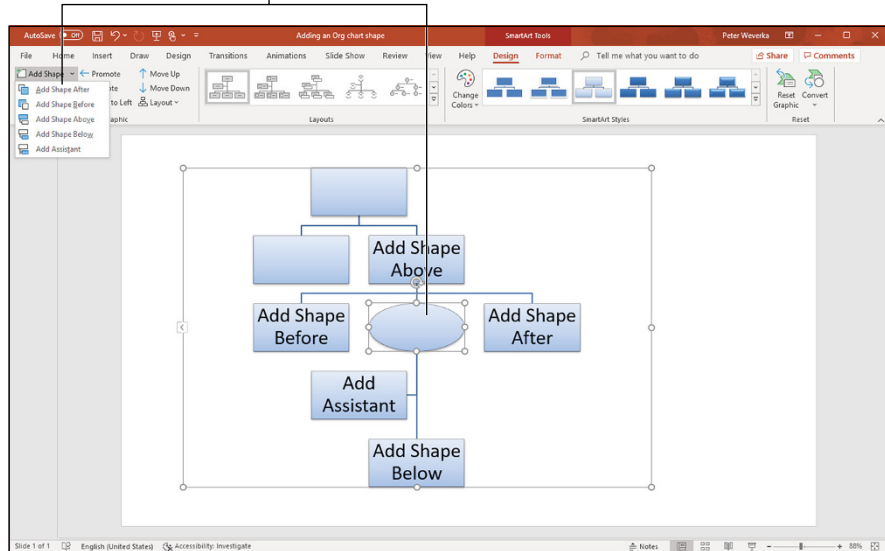 AutoSave Off Adding an Org chart shape SmartArt Tools Peter Weverka
File Home Insert Draw Design Transitions Animations Slide Show Review View Help Design Format Tell me what you want to do Share Comments
Add Shape Promote Move Up
Move Down
to Left Layout
Add Shape After
Add Shape Before
Add Shape Above
Add Shape Below
Add Assistant
Layouts
Change
Colors
SmartArt Styles
Reset
Graphic
Convert
Reset
Add Shape
Above
Add Shape
Before
Add Shape
After
Add
Assistant
Add Shape
Below
Slide 1 of 1 English (United States) Accessibility: Investigate Notes 88%